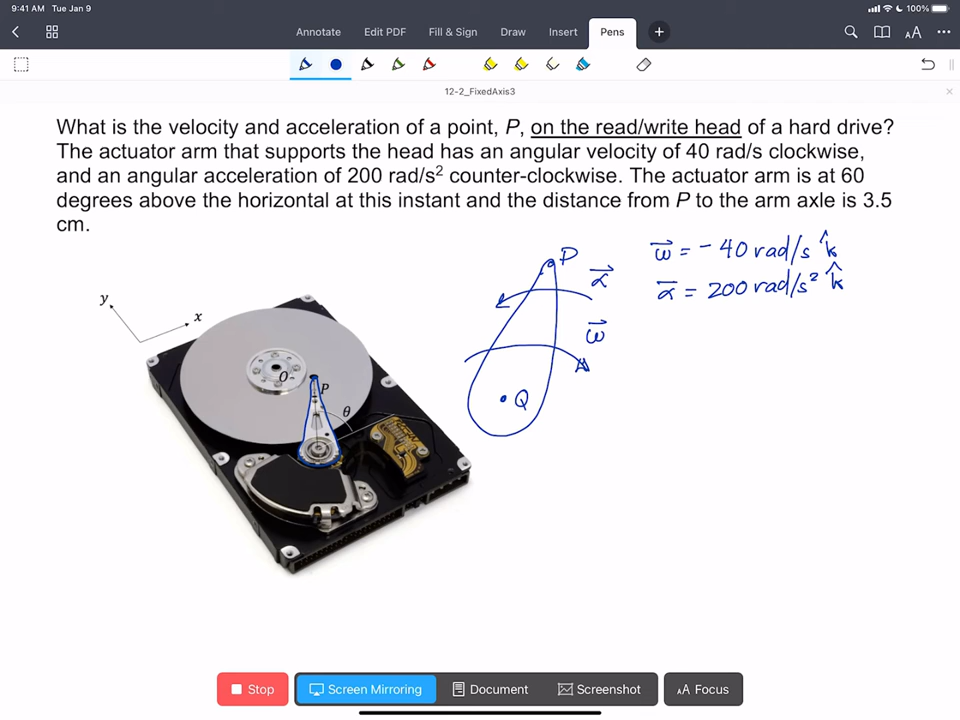 9:41 AM Tue Jan 9
100%
Annotate Edit PDF Fill & Sign Draw Insert Pens
AA
12-2_FixedAxis3
What is the velocity and acceleration of a point, P, on the read/write head of a hard drive?
The actuator arm that supports the head has an angular velocity of 40 rad/s clockwise,
and an angular acceleration of 200 rad/s² counter-clockwise. The actuator arm is at 60
degrees above the horizontal at this instant and the distance from P to the arm axle is 3.5
cm.
P
α⃗
ω⃗
Q
ω⃗ = -40 rad/s k̂
α⃗ = 200 rad/s² k̂
y
x
O
P
θ
Stop Screen Mirroring Document Screenshot AA Focus